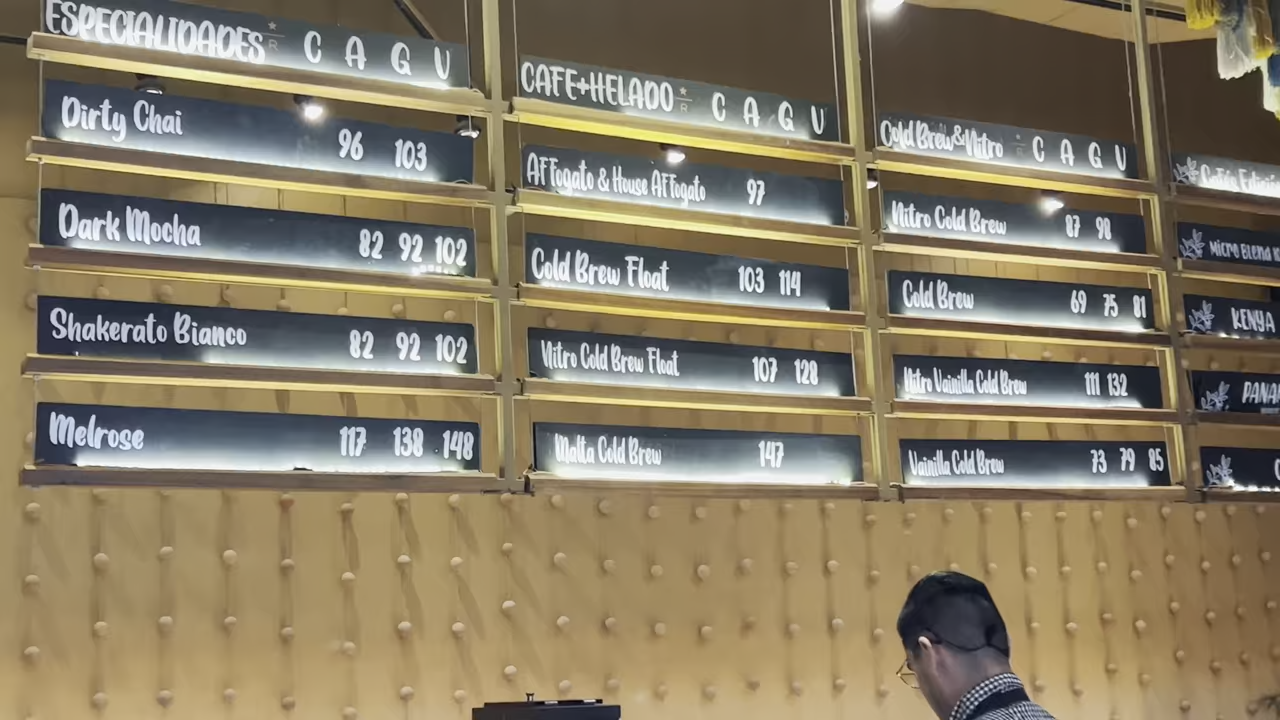 ESPECIALIDADES ★ R C A G V
Dirty Chai 96 103
Dark Mocha 82 92 102
Shakerato Bianco 82 92 102
Melrose 117 138 148
CAFE+HELADO ★ R C A G V
Affogato & House Affogato 97
Cold Brew Float 103 114
Nitro Cold Brew Float 107 128
Malta Cold Brew 147
Cold Brew&Nitro ★ R C A G V
Nitro Cold Brew 87 98
Cold Brew 69 75 81
Nitro Vainilla Cold Brew 111 132
Vainilla Cold Brew 73 79 85
Micro Blend
KENYA